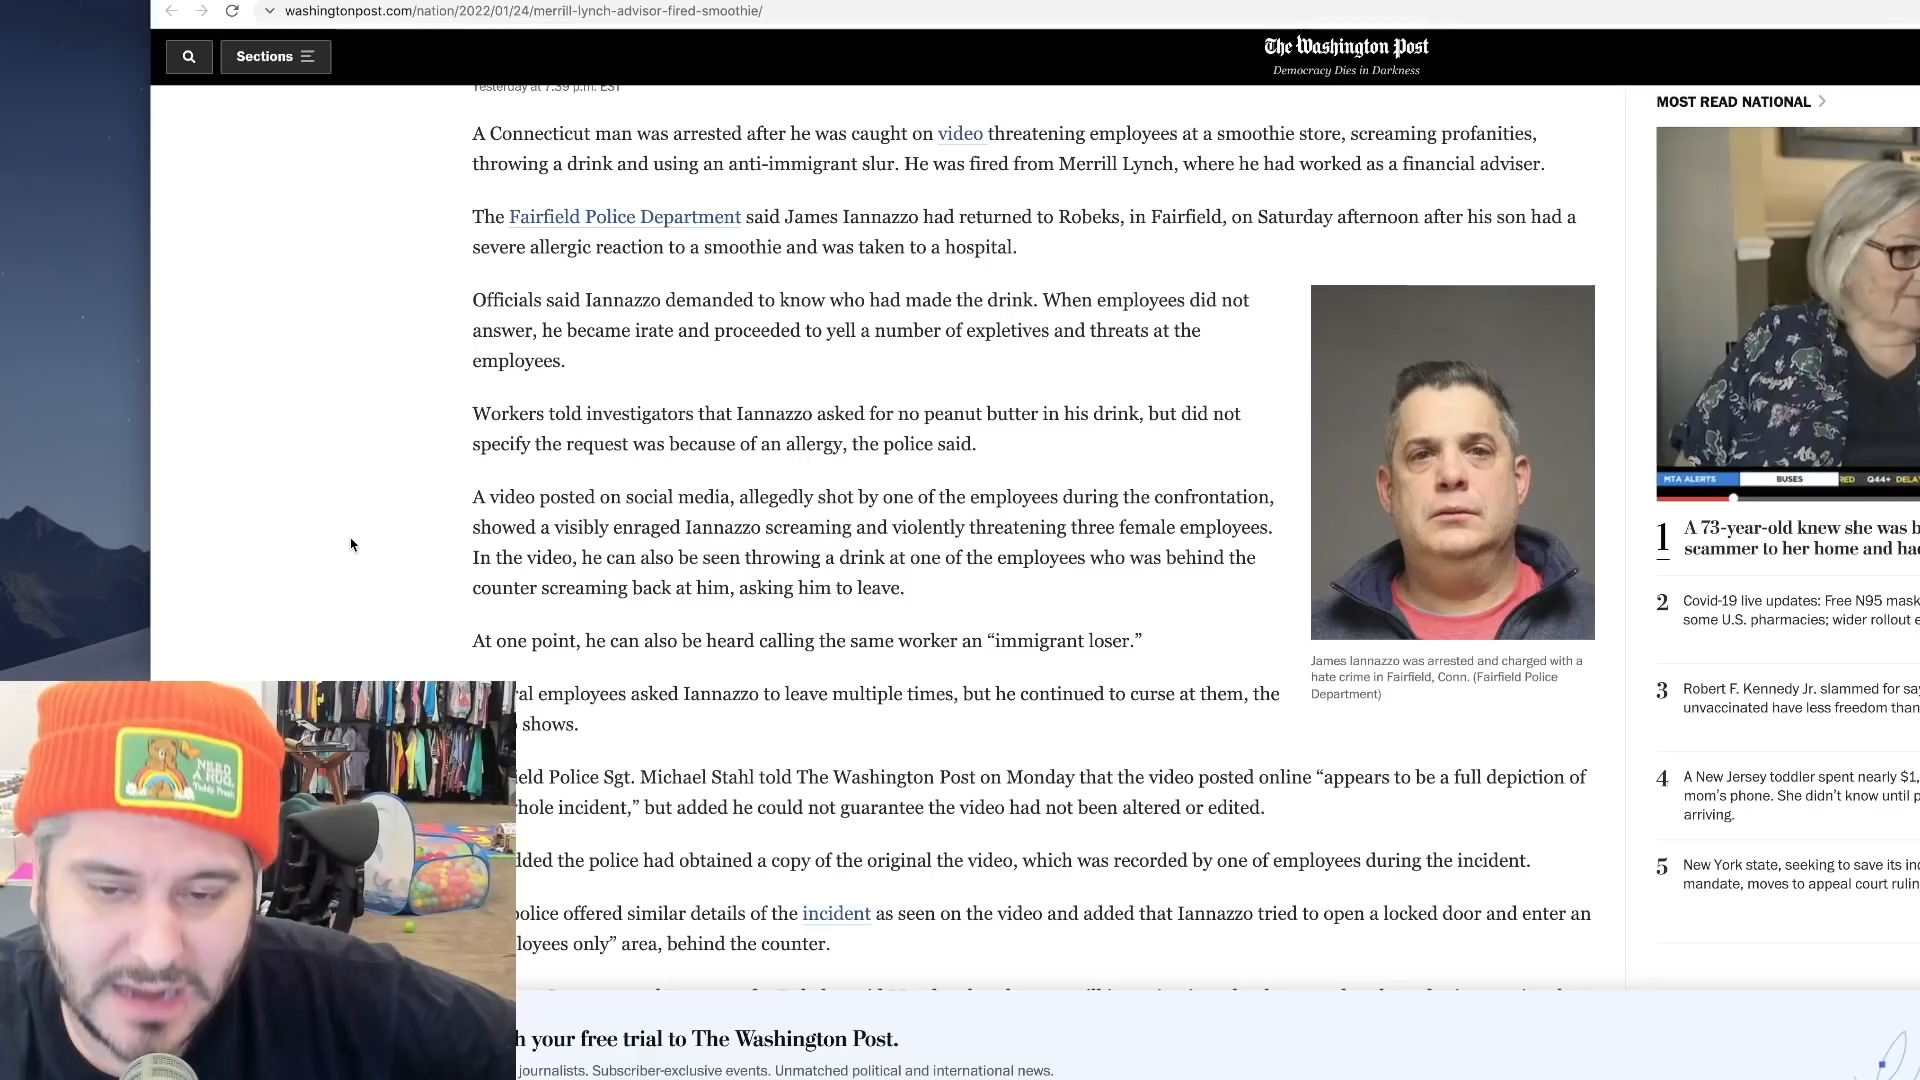 washingtonpost.com/nation/2022/01/24/merrill-lynch-advisor-fired-smoothie/
Sections
The Washington Post
Democracy Dies in Darkness
Yesterday at 7:39 p.m. EST
A Connecticut man was arrested after he was caught on video threatening employees at a smoothie store, screaming profanities,
throwing a drink and using an anti-immigrant slur. He was fired from Merrill Lynch, where he had worked as a financial adviser.
The Fairfield Police Department said James Iannazzo had returned to Robeks, in Fairfield, on Saturday afternoon after his son had a
severe allergic reaction to a smoothie and was taken to a hospital.
Officials said Iannazzo demanded to know who had made the drink. When employees did not
answer, he became irate and proceeded to yell a number of expletives and threats at the
employees.
Workers told investigators that Iannazzo asked for no peanut butter in his drink, but did not
specify the request was because of an allergy, the police said.
A video posted on social media, allegedly shot by one of the employees during the confrontation,
showed a visibly enraged Iannazzo screaming and violently threatening three female employees.
In the video, he can also be seen throwing a drink at one of the employees who was behind the
counter screaming back at him, asking him to leave.
At one point, he can also be heard calling the same worker an “immigrant loser.”
ral employees asked Iannazzo to leave multiple times, but he continued to curse at them, the
shows.
James Iannazzo was arrested and charged with a
hate crime in Fairfield, Conn. (Fairfield Police
Department)
ield Police Sgt. Michael Stahl told The Washington Post on Monday that the video posted online “appears to be a full depiction of
hole incident,” but added he could not guarantee the video had not been altered or edited.
dded the police had obtained a copy of the original the video, which was recorded by one of employees during the incident.
police offered similar details of the incident as seen on the video and added that Iannazzo tried to open a locked door and enter an
loyees only” area, behind the counter.
h your free trial to The Washington Post.
journalists. Subscriber-exclusive events. Unmatched political and international news.
MOST READ NATIONAL
MTA ALERTS BUSES Q44+ DELA
1 A 73-year-old knew she was b
scammer to her home and had
2 Covid-19 live updates: Free N95 mask
some U.S. pharmacies; wider rollout e
3 Robert F. Kennedy Jr. slammed for say
unvaccinated have less freedom than
4 A New Jersey toddler spent nearly $1,
mom’s phone. She didn’t know until p
arriving.
5 New York state, seeking to save its ind
mandate, moves to appeal court rulin
NEED
A HUG
Teddy Fresh